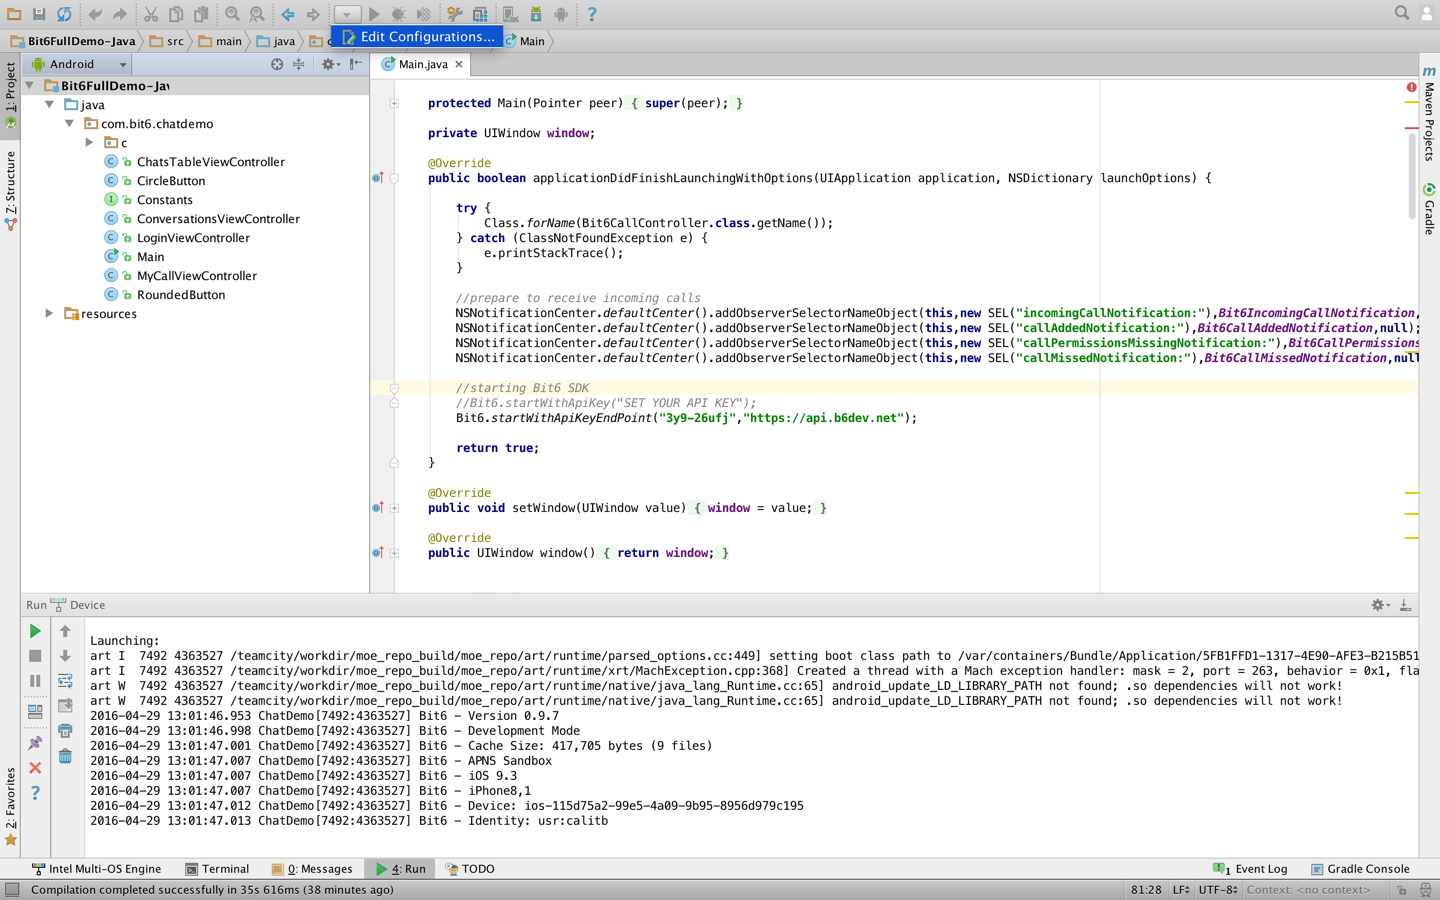 Edit Configurations...
Bit6FullDemo-Java
src
main
java
Main
1: Project
Z: Structure
2: Favorites
Android
Bit6FullDemo-Jav
java
com.bit6.chatdemo
c
ChatsTableViewController
CircleButton
Constants
ConversationsViewController
LoginViewController
Main
MyCallViewController
RoundedButton
resources
Main.java
protected Main(Pointer peer) { super(peer); }
private UIWindow window;
@Override
public boolean applicationDidFinishLaunchingWithOptions(UIApplication application, NSDictionary launchOptions) {
try {
Class.forName(Bit6CallController.class.getName());
} catch (ClassNotFoundException e) {
e.printStackTrace();
}
//prepare to receive incoming calls
NSNotificationCenter.defaultCenter().addObserverSelectorNameObject(this,new SEL("incomingCallNotification:"),Bit6IncomingCallNotification,
NSNotificationCenter.defaultCenter().addObserverSelectorNameObject(this,new SEL("callAddedNotification:"),Bit6CallAddedNotification,null);
NSNotificationCenter.defaultCenter().addObserverSelectorNameObject(this,new SEL("callPermissionsMissingNotification:"),Bit6CallPermissions
NSNotificationCenter.defaultCenter().addObserverSelectorNameObject(this,new SEL("callMissedNotification:"),Bit6CallMissedNotification,null
//starting Bit6 SDK
//Bit6.startWithApiKey("SET YOUR API KEY");
Bit6.startWithApiKeyEndPoint("3y9-26ufj","https://api.b6dev.net");
return true;
}
@Override
public void setWindow(UIWindow value) { window = value; }
@Override
public UIWindow window() { return window; }
m
Maven Projects
Gradle
Run Device
Launching:
art I  7492 4363527 /teamcity/workdir/moe_repo_build/moe_repo/art/runtime/parsed_options.cc:449] setting boot class path to /var/containers/Bundle/Application/5FB1FFD1-1317-4E90-AFE3-B215B51
art I  7492 4363527 /teamcity/workdir/moe_repo_build/moe_repo/art/runtime/xrt/MachException.cpp:368] Created a thread with a Mach exception handler: mask = 2, port = 263, behavior = 0x1, fla
art W  7492 4363527 /teamcity/workdir/moe_repo_build/moe_repo/art/runtime/native/java_lang_Runtime.cc:65] android_update_LD_LIBRARY_PATH not found; .so dependencies will not work!
art W  7492 4363527 /teamcity/workdir/moe_repo_build/moe_repo/art/runtime/native/java_lang_Runtime.cc:65] android_update_LD_LIBRARY_PATH not found; .so dependencies will not work!
2016-04-29 13:01:46.953 ChatDemo[7492:4363527] Bit6 - Version 0.9.7
2016-04-29 13:01:46.998 ChatDemo[7492:4363527] Bit6 - Development Mode
2016-04-29 13:01:47.001 ChatDemo[7492:4363527] Bit6 - Cache Size: 417,705 bytes (9 files)
2016-04-29 13:01:47.007 ChatDemo[7492:4363527] Bit6 - APNS Sandbox
2016-04-29 13:01:47.007 ChatDemo[7492:4363527] Bit6 - iOS 9.3
2016-04-29 13:01:47.007 ChatDemo[7492:4363527] Bit6 - iPhone8,1
2016-04-29 13:01:47.012 ChatDemo[7492:4363527] Bit6 - Device: ios-115d75a2-99e5-4a09-9b95-8956d979c195
2016-04-29 13:01:47.013 ChatDemo[7492:4363527] Bit6 - Identity: usr:calitb
Intel Multi-OS Engine
Terminal
0: Messages
4: Run
TODO
1 Event Log
Gradle Console
Compilation completed successfully in 35s 616ms (38 minutes ago)
81:28
LF
UTF-8
Context: <no context>